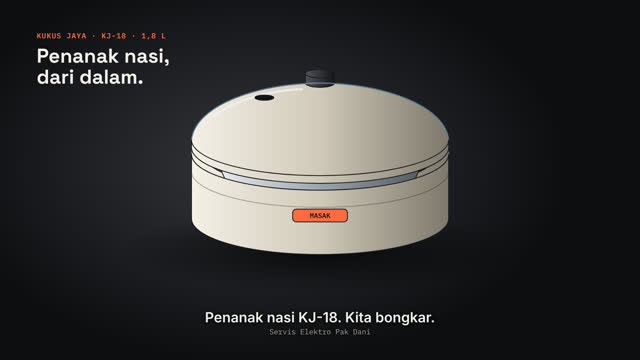 KUKUS JAYA · KJ-18 · 1,8 L
Penanak nasi,
dari dalam.
MASAK
Penanak nasi KJ-18. Kita bongkar.
Servis Elektro Pak Dani